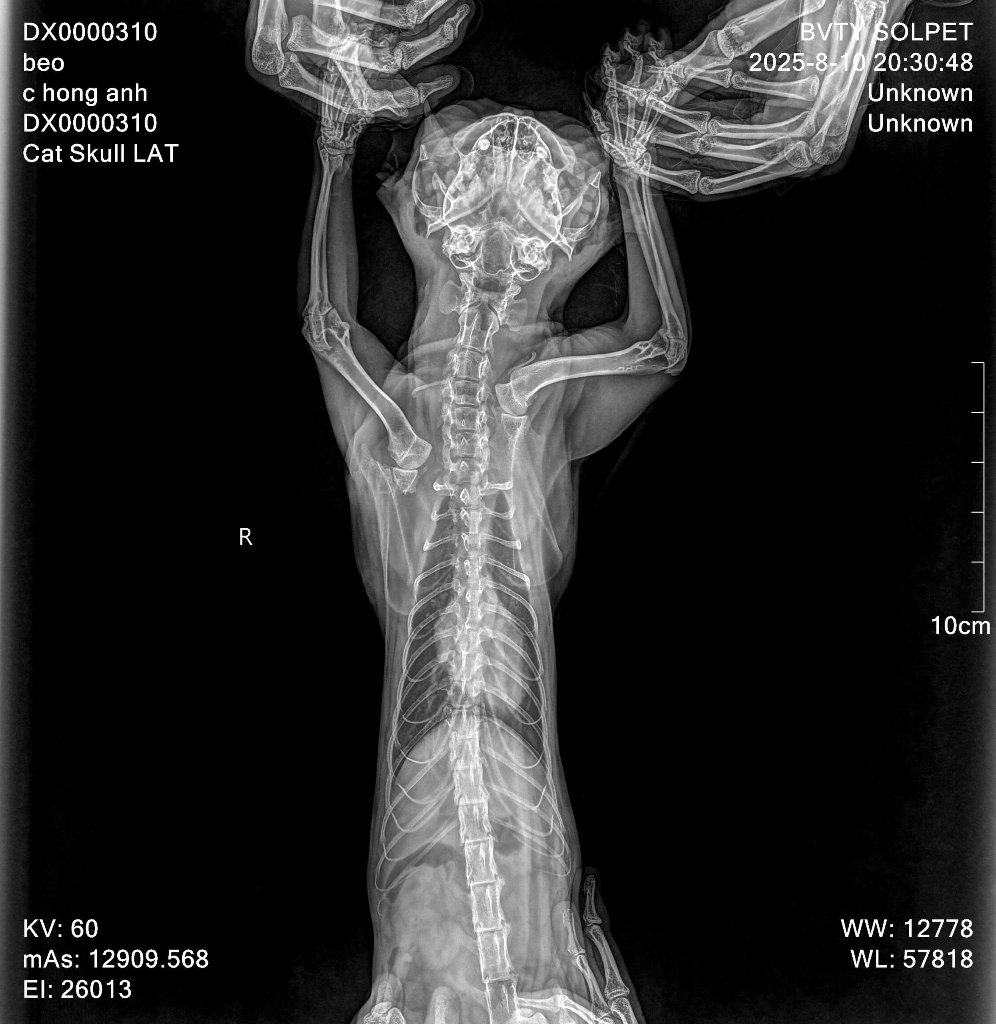 DX0000310
beo
c hong anh
DX0000310
Cat Skull LAT
BVTY SOLPET
2025-8-10 20:30:48
Unknown
Unknown
R
10cm
KV: 60
mAs: 12909.568
EI: 26013
WW: 12778
WL: 57818